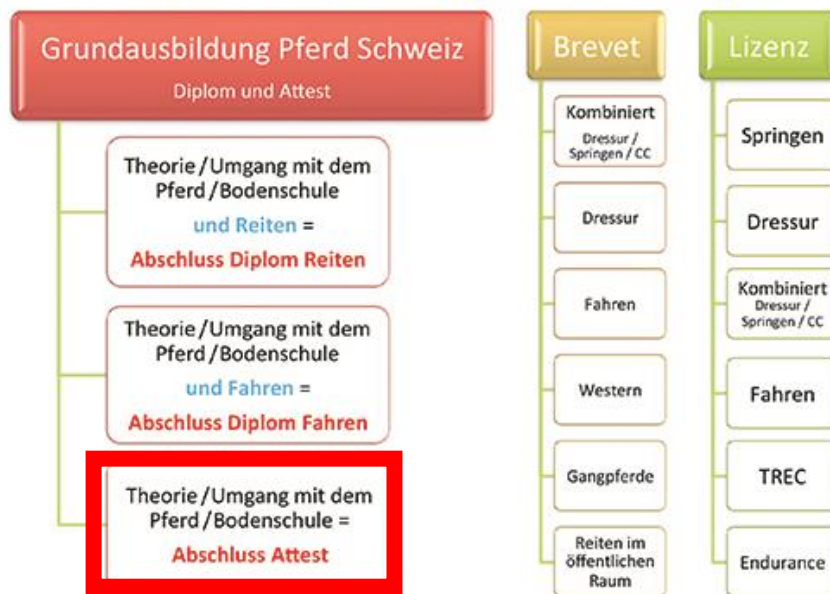 Grundausbildung Pferd Schweiz
Diplom und Attest
Theorie/Umgang mit dem
Pferd/Bodenschule
und Reiten =
Abschluss Diplom Reiten
Theorie/Umgang mit dem
Pferd/Bodenschule
und Fahren =
Abschluss Diplom Fahren
Theorie/Umgang mit dem
Pferd/Bodenschule =
Abschluss Attest
Brevet
Kombiniert
Dressur /
Springen / CC
Dressur
Fahren
Western
Gangpferde
Reiten im
öffentlichen
Raum
Lizenz
Springen
Dressur
Kombiniert
Dressur /
Springen / CC
Fahren
TREC
Endurance